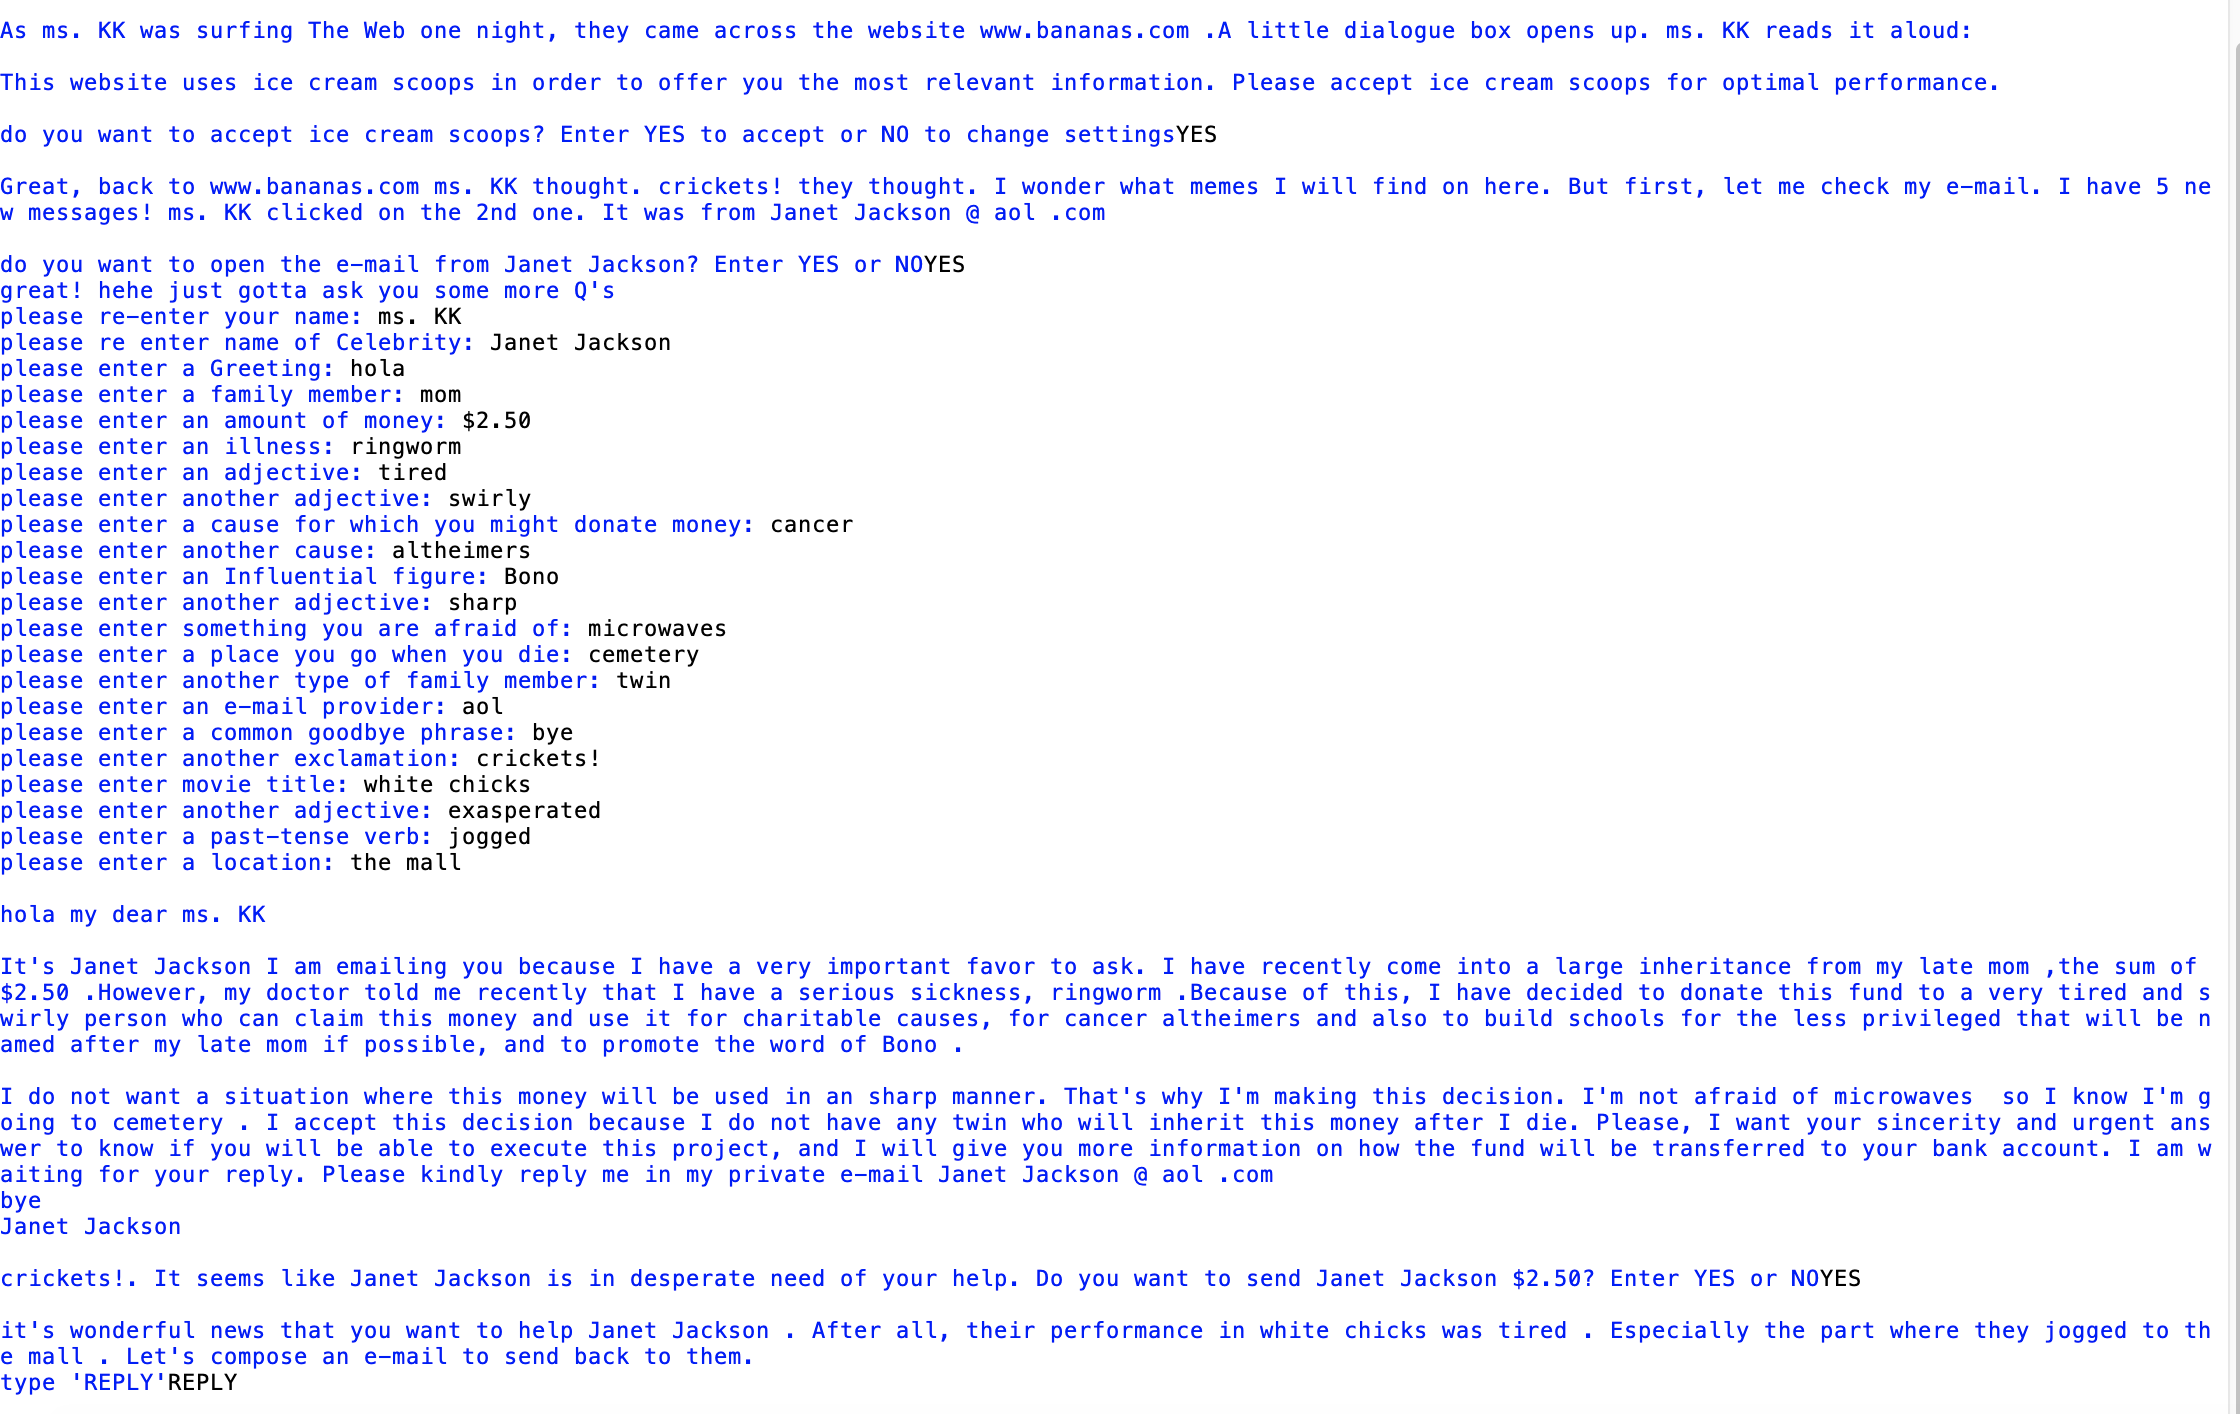 As ms. KK was surfing The Web one night, they came across the website www.bananas.com .A little dialogue box opens up. ms. KK reads it aloud:
This website uses ice cream scoops in order to offer you the most relevant information. Please accept ice cream scoops for optimal performance.
do you want to accept ice cream scoops? Enter YES to accept or NO to change settingsYES
Great, back to www.bananas.com ms. KK thought. crickets! they thought. I wonder what memes I will find on here. But first, let me check my e-mail. I have 5 ne
w messages! ms. KK clicked on the 2nd one. It was from Janet Jackson @ aol .com
do you want to open the e-mail from Janet Jackson? Enter YES or NOYES
great! hehe just gotta ask you some more Q's
please re-enter your name: ms. KK
please re enter name of Celebrity: Janet Jackson
please enter a Greeting: hola
please enter a family member: mom
please enter an amount of money: $2.50
please enter an illness: ringworm
please enter an adjective: tired
please enter another adjective: swirly
please enter a cause for which you might donate money: cancer
please enter another cause: altheimers
please enter an Influential figure: Bono
please enter another adjective: sharp
please enter something you are afraid of: microwaves
please enter a place you go when you die: cemetery
please enter another type of family member: twin
please enter an e-mail provider: aol
please enter a common goodbye phrase: bye
please enter another exclamation: crickets!
please enter movie title: white chicks
please enter another adjective: exasperated
please enter a past-tense verb: jogged
please enter a location: the mall
hola my dear ms. KK
It's Janet Jackson I am emailing you because I have a very important favor to ask. I have recently come into a large inheritance from my late mom ,the sum of
$2.50 .However, my doctor told me recently that I have a serious sickness, ringworm .Because of this, I have decided to donate this fund to a very tired and s
wirly person who can claim this money and use it for charitable causes, for cancer altheimers and also to build schools for the less privileged that will be n
amed after my late mom if possible, and to promote the word of Bono .
I do not want a situation where this money will be used in an sharp manner. That's why I'm making this decision. I'm not afraid of microwaves  so I know I'm g
oing to cemetery . I accept this decision because I do not have any twin who will inherit this money after I die. Please, I want your sincerity and urgent ans
wer to know if you will be able to execute this project, and I will give you more information on how the fund will be transferred to your bank account. I am w
aiting for your reply. Please kindly reply me in my private e-mail Janet Jackson @ aol .com
bye
Janet Jackson
crickets!. It seems like Janet Jackson is in desperate need of your help. Do you want to send Janet Jackson $2.50? Enter YES or NOYES
it's wonderful news that you want to help Janet Jackson . After all, their performance in white chicks was tired . Especially the part where they jogged to th
e mall . Let's compose an e-mail to send back to them.
type 'REPLY'REPLY